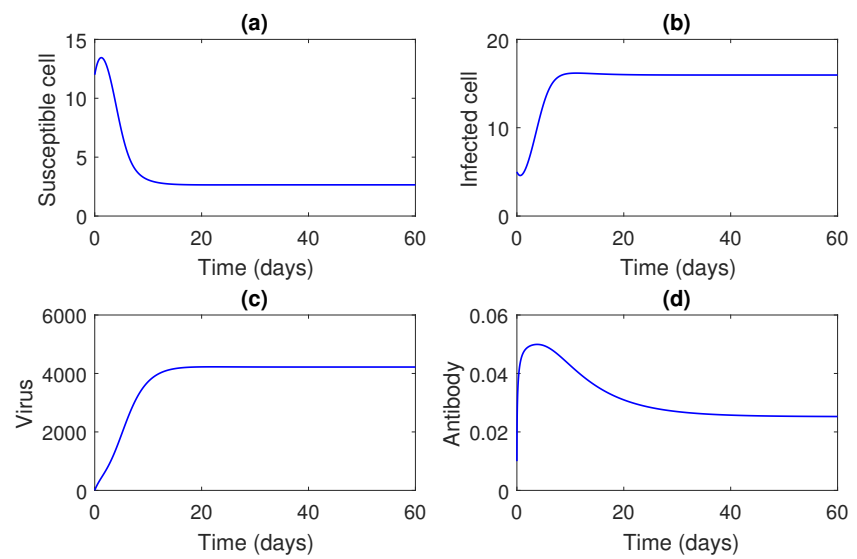 (a)
Susceptible cell
15
10
5
0
0 20 40 60
Time (days)
(b)
Infected cell
20
10
0
0 20 40 60
Time (days)
(c)
Virus
6000
4000
2000
0
0 20 40 60
Time (days)
(d)
Antibody
0.06
0.04
0.02
0
0 20 40 60
Time (days)